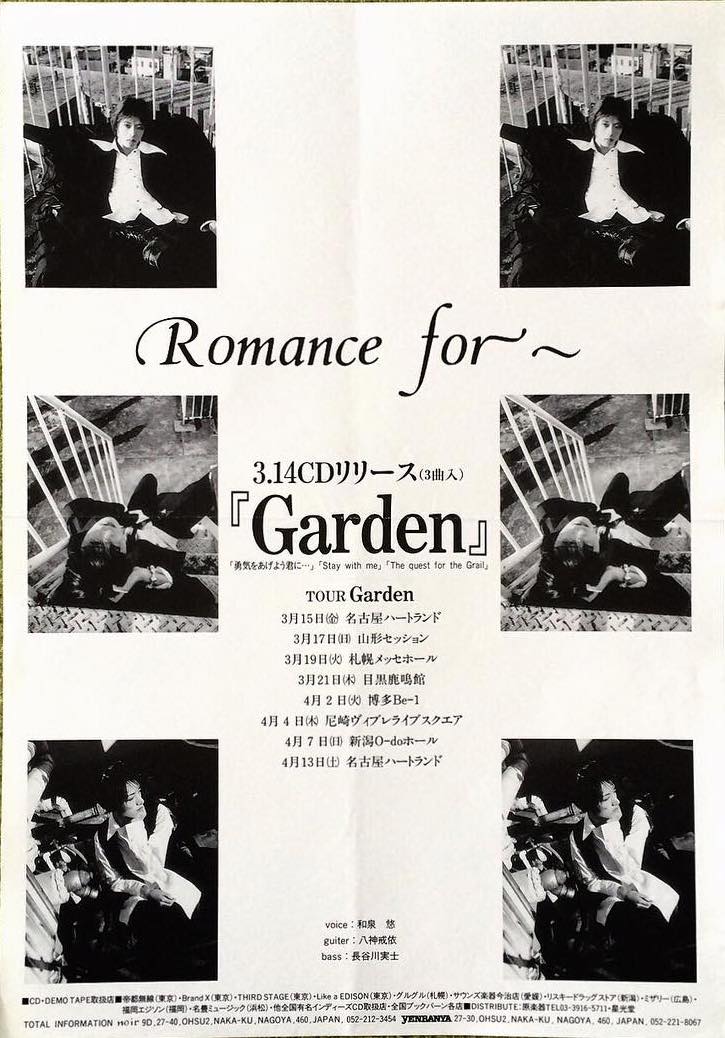 Romance for~
3.14CDリリース(3曲入)
『Garden』
「勇気をあげよう君に…」「Stay with me」「The quest for the Grail」
TOUR Garden
3月15日㈮ 名古屋ハートランド
3月17日㈰ 山形セッション
3月19日㈫ 札幌メッセホール
3月21日㈭ 目黒鹿鳴館
4月 2 日㈫ 博多Be-1
4月 4 日㈭ 尼崎ヴィブレライブスクエア
4月 7 日㈰ 新潟O-doホール
4月13日㈯ 名古屋ハートランド
voice：和泉 悠
guiter：八神戒依
bass：長谷川実士
■CD・DEMO TAPE取扱店■帝都無線(東京)・Brand X(東京)・THIRD STAGE(東京)・Like a EDISON(東京)・グルグル(札幌)・サウンズ楽器今治店(愛媛)・リスキードラッグストア(新潟)・ミザリー(広島)・
福岡エジソン(福岡)・名豊ミュージック(浜松)・他全国有名インディーズCD取扱店・全国ブックバーン各店■DISTRIBUTE:原楽器TEL03-3916-5711・星光堂
TOTAL INFORMATION noir 9D, 27-40, OHSU2, NAKA-KU, NAGOYA, 460, JAPAN, 052-212-3454 YENBANYA 27-30, OHSU2, NAKA-KU, NAGOYA, 460, JAPAN, 052-221-8067